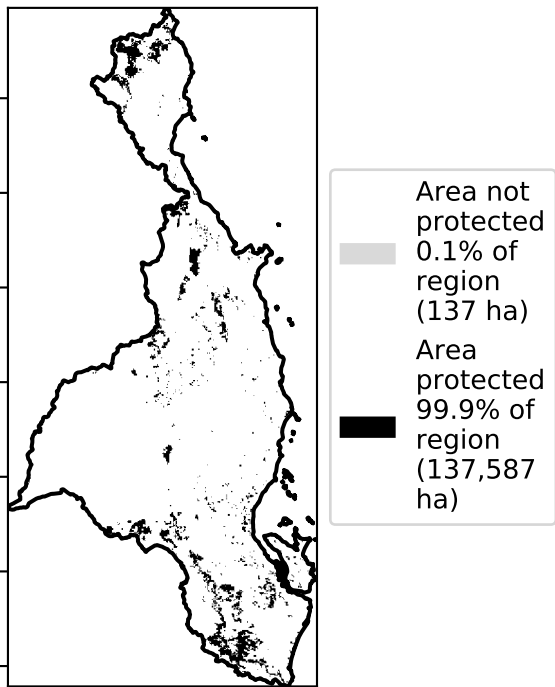 Area not
protected
0.1% of
region
(137 ha)
Area
protected
99.9% of
region
(137,587
ha)